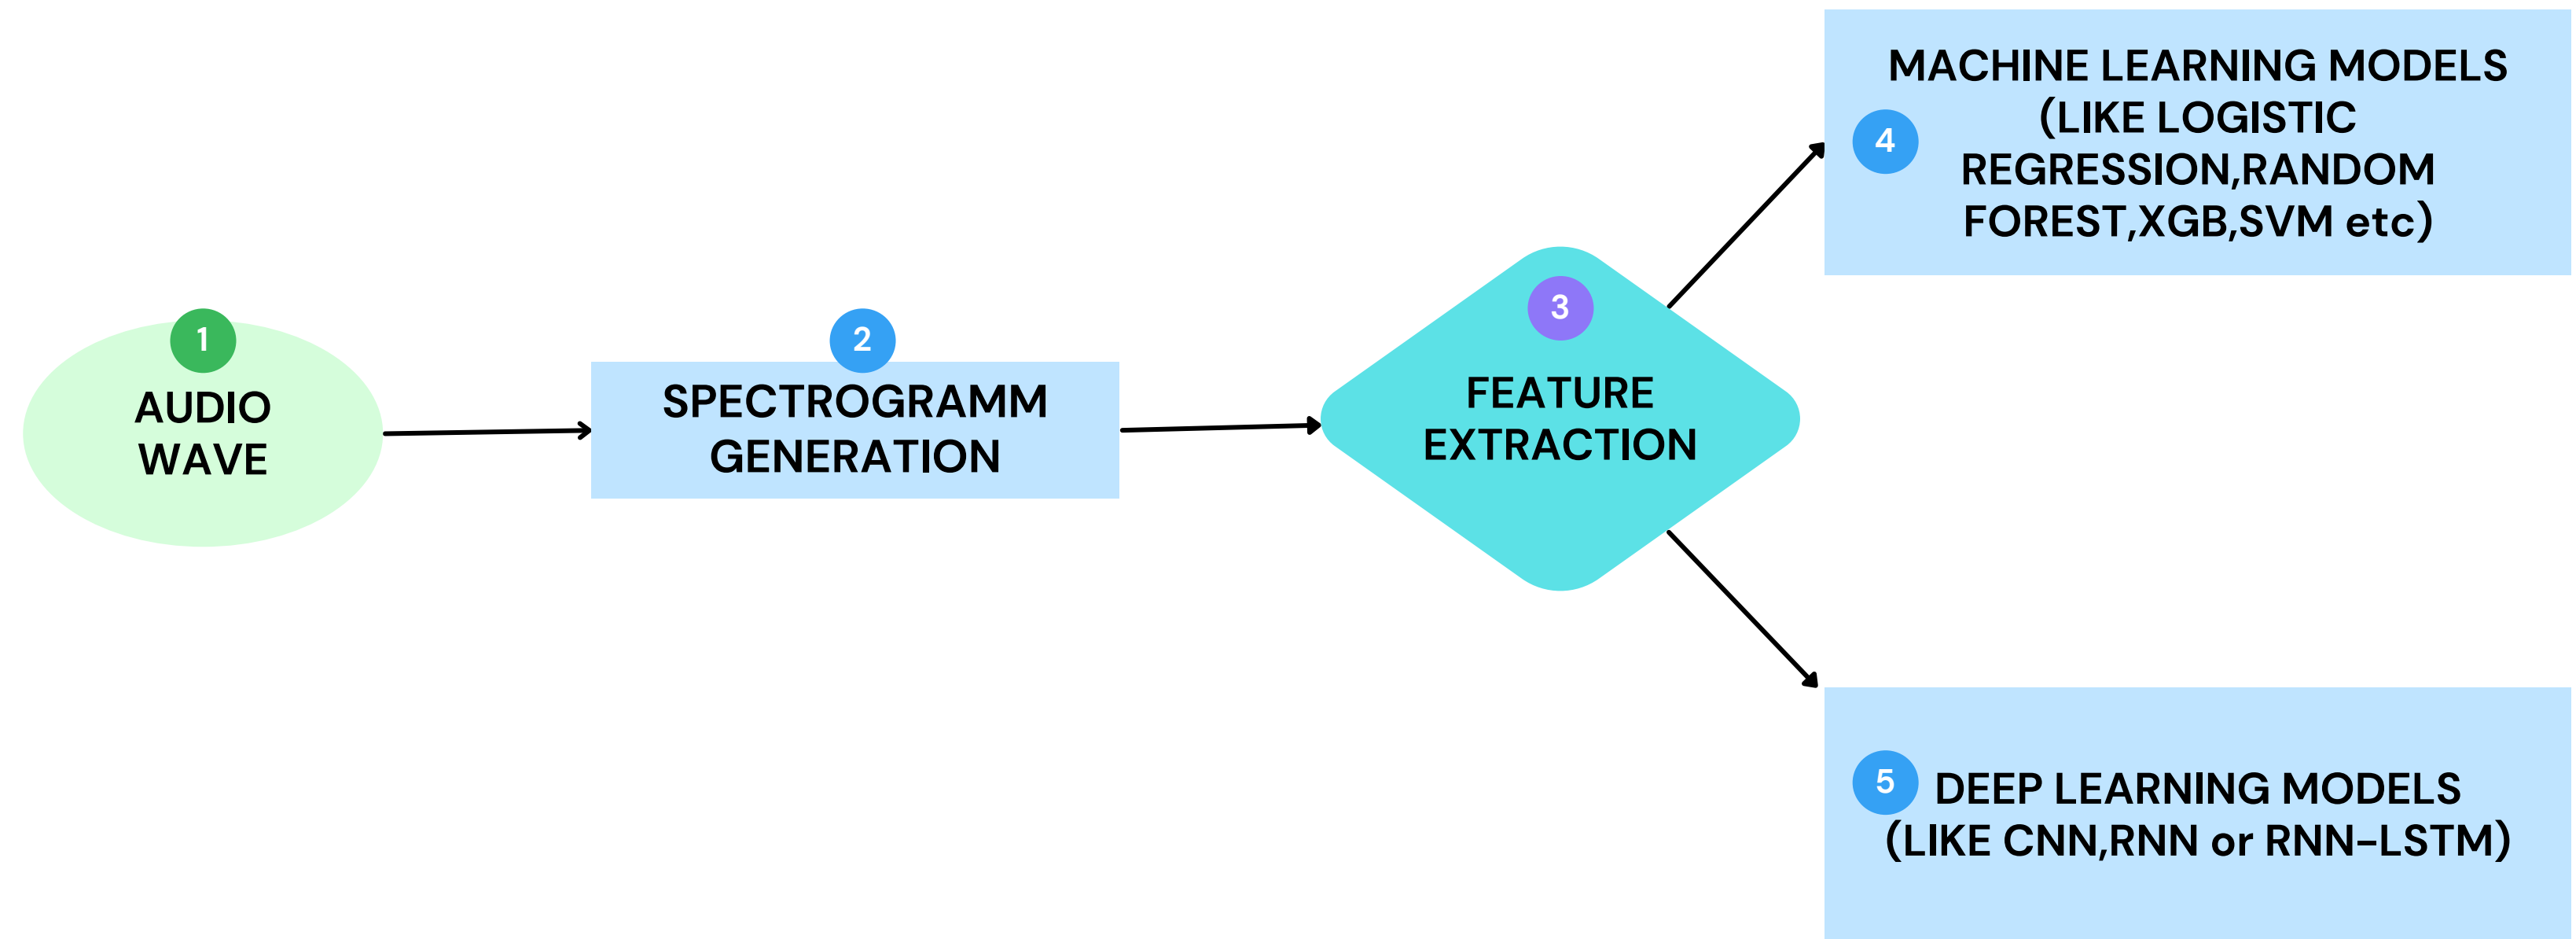 1
AUDIO
WAVE
2
SPECTROGRAMM
GENERATION
3
FEATURE
EXTRACTION
4
MACHINE LEARNING MODELS
(LIKE LOGISTIC
REGRESSION,RANDOM
FOREST,XGB,SVM etc)
5
DEEP LEARNING MODELS
(LIKE CNN,RNN or RNN-LSTM)